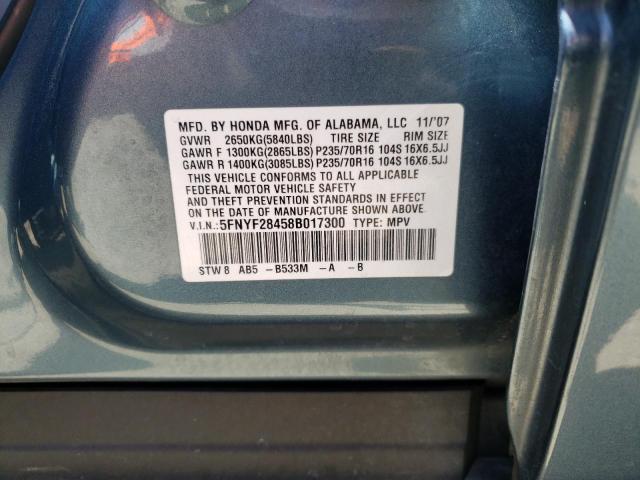 MFD. BY HONDA MFG. OF ALABAMA, LLC 11/'07
GVWR 2650KG(5840LBS) TIRE SIZE RIM SIZE
GAWR F 1300KG(2865LBS) P235/70R16 104S 16X6.5JJ
GAWR R 1400KG(3085LBS) P235/70R16 104S 16X6.5JJ
THIS VEHICLE CONFORMS TO ALL APPLICABLE
FEDERAL MOTOR VEHICLE SAFETY
AND THEFT PREVENTION STANDARDS IN EFFECT
ON THE DATE OF MANUFACTURE SHOWN ABOVE.
V.I.N.:5FNYF28458B017300 TYPE: MPV
STW8 AB5 -B533M -A -B